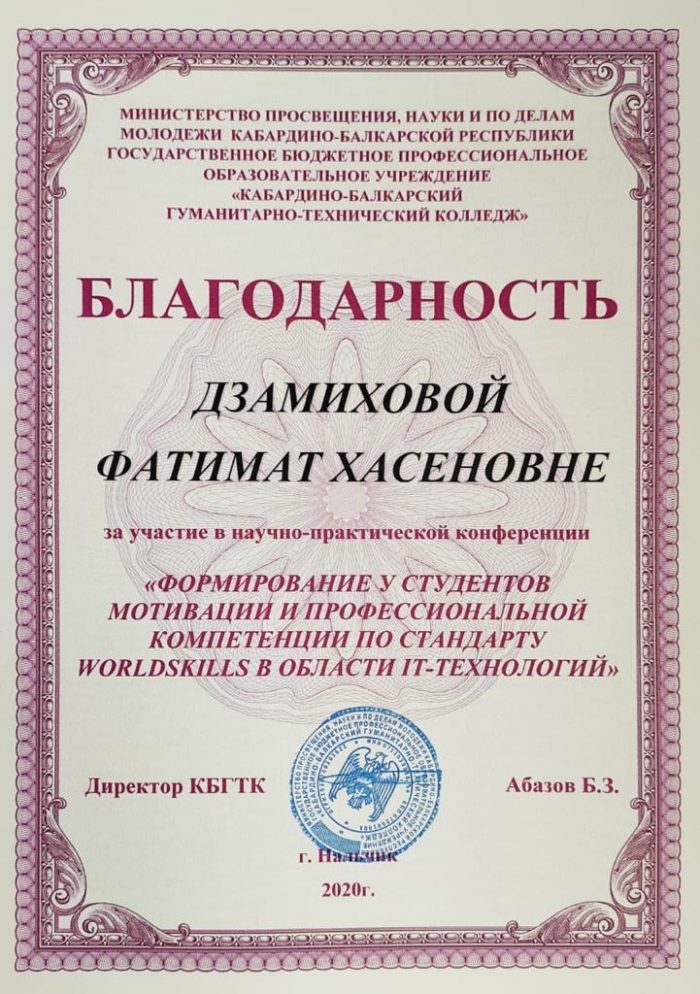 МИНИСТЕРСТВО ПРОСВЕЩЕНИЯ, НАУКИ И ПО ДЕЛАМ
МОЛОДЕЖИ КАБАРДИНО-БАЛКАРСКОЙ РЕСПУБЛИКИ
ГОСУДАРСТВЕННОЕ БЮДЖЕТНОЕ ПРОФЕССИОНАЛЬНОЕ
ОБРАЗОВАТЕЛЬНОЕ УЧРЕЖДЕНИЕ
«КАБАРДИНО-БАЛКАРСКИЙ
ГУМАНИТАРНО-ТЕХНИЧЕСКИЙ КОЛЛЕДЖ»
БЛАГОДАРНОСТЬ
ДЗАМИХОВОЙ
ФАТИМАТ ХАСЕНОВНЕ
за участие в научно-практической конференции
«ФОРМИРОВАНИЕ У СТУДЕНТОВ
МОТИВАЦИИ И ПРОФЕССИОНАЛЬНОЙ
КОМПЕТЕНЦИИ ПО СТАНДАРТУ
WORLDSKILLS В ОБЛАСТИ IT-ТЕХНОЛОГИЙ»
Директор КБГТК
Абазов Б.З.
г. Нальчик
2020г.